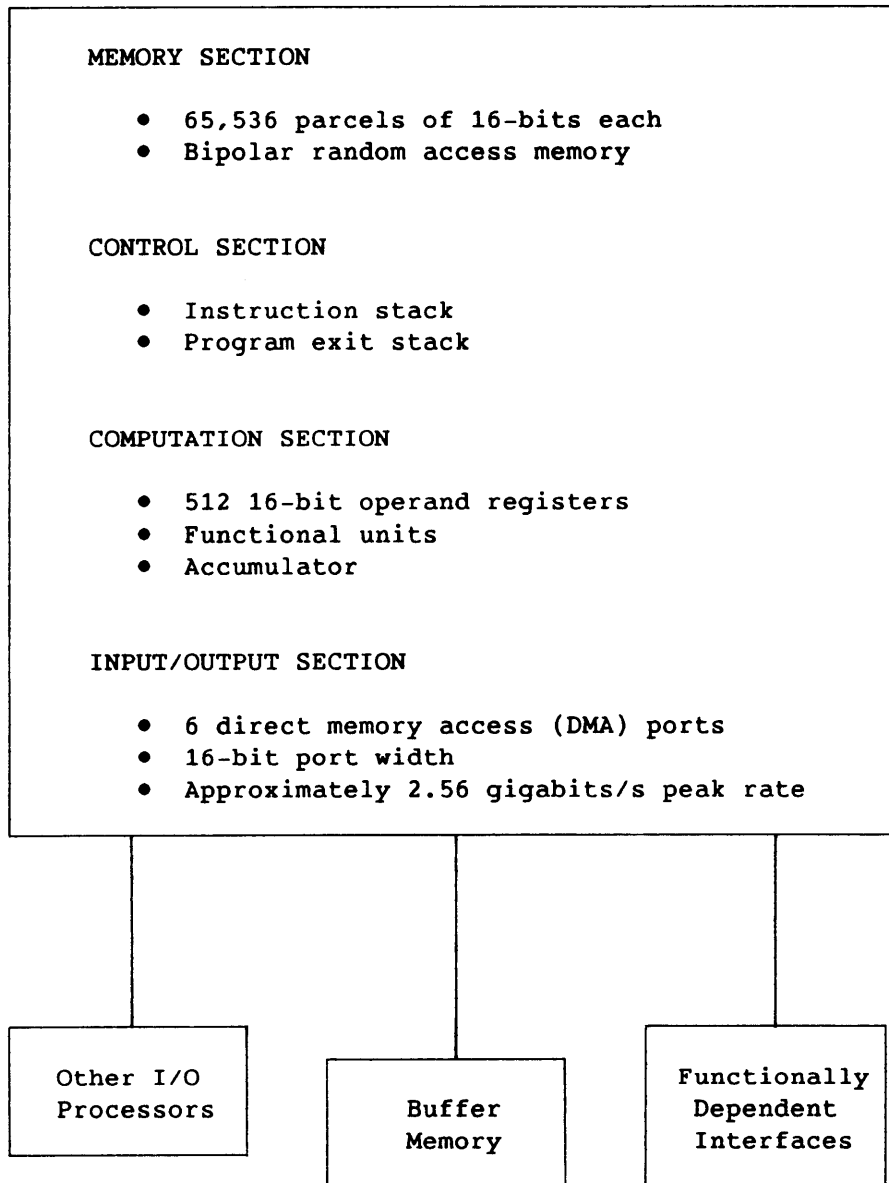 MEMORY SECTION
• 65,536 parcels of 16-bits each
• Bipolar random access memory
CONTROL SECTION
• Instruction stack
• Program exit stack
COMPUTATION SECTION
• 512 16-bit operand registers
• Functional units
• Accumulator
INPUT/OUTPUT SECTION
• 6 direct memory access (DMA) ports
• 16-bit port width
• Approximately 2.56 gigabits/s peak rate
Other I/O
Processors
Buffer
Memory
Functionally
Dependent
Interfaces